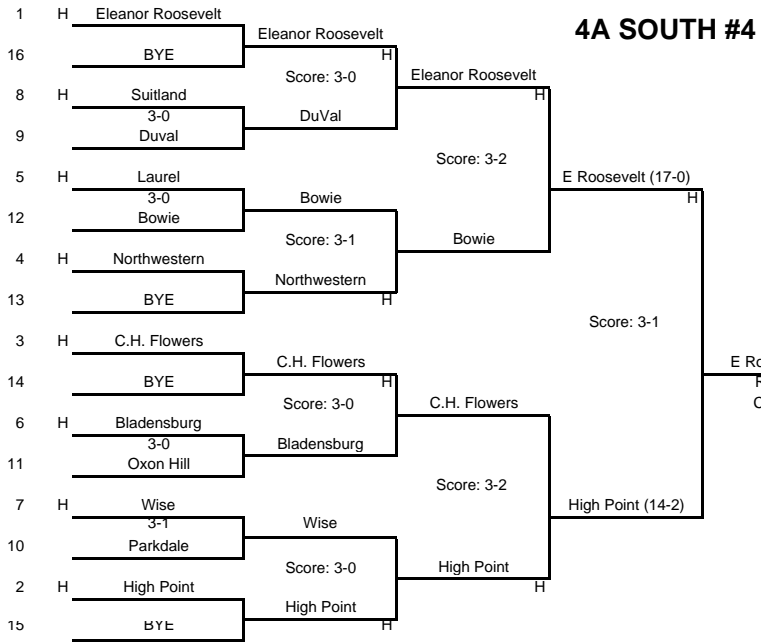 4A SOUTH #4
1 H Eleanor Roosevelt
Eleanor Roosevelt
H
16 BYE
Score: 3-0
Eleanor Roosevelt
H
8 H Suitland
3-0
DuVal
9 Duval
Score: 3-2
5 H Laurel
E Roosevelt (17-0)
H
3-0
Bowie
12 Bowie
Score: 3-1
Bowie
4 H Northwestern
Northwestern
H
13 BYE
Score: 3-1
3 H C.H. Flowers
C.H. Flowers
H
E Ro
14 BYE
Score: 3-0
C.H. Flowers
6 H Bladensburg
3-0
Bladensburg
11 Oxon Hill
Score: 3-2
7 H Wise
High Point (14-2)
3-1
Wise
10 Parkdale
Score: 3-0
High Point
H
2 H High Point
High Point
H
15 BYE